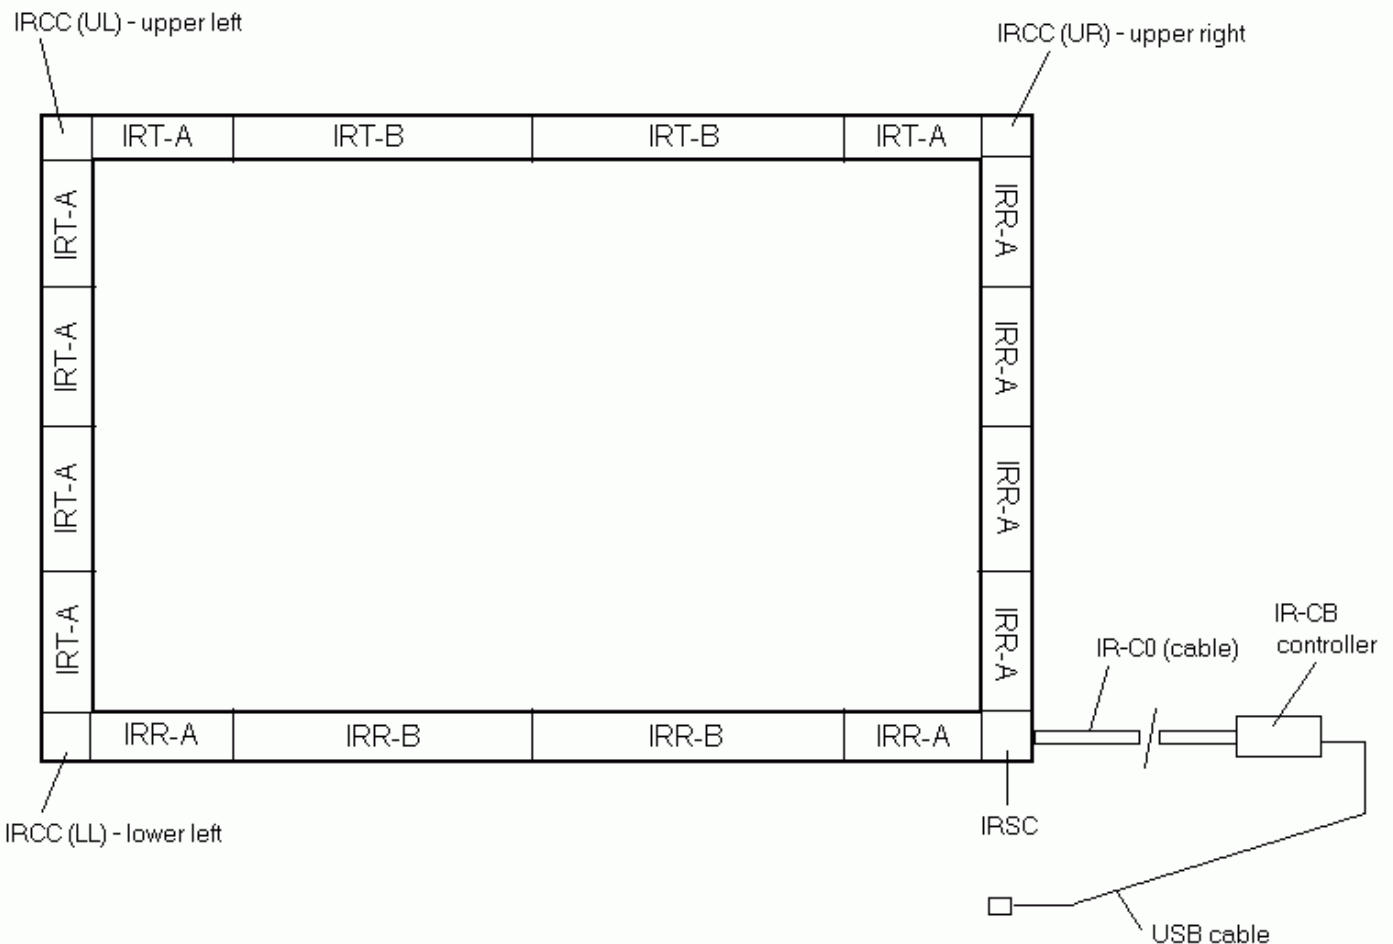 IRCC (UL) - upper left
IRCC (UR) - upper right
IRT-A
IRT-B
IRT-B
IRT-A
IRT-A
IRR-A
IRT-A
IRR-A
IRT-A
IRR-A
IRT-A
IRR-A
IR-CB
controller
IR-C0 (cable)
IRR-A
IRR-B
IRR-B
IRR-A
IRCC (LL) - lower left
IRSC
USB cable